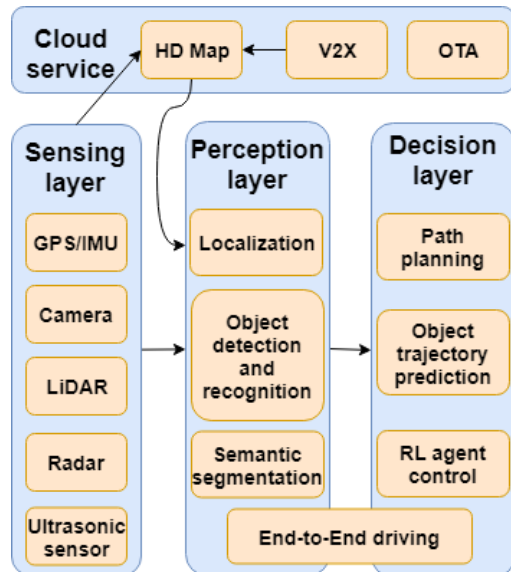 Cloud
service
HD Map
V2X
OTA
Sensing
layer
GPS/IMU
Camera
LiDAR
Radar
Ultrasonic
sensor
Perception
layer
Localization
Object
detection
and
recognition
Semantic
segmentation
Decision
layer
Path
planning
Object
trajectory
prediction
RL agent
control
End-to-End driving